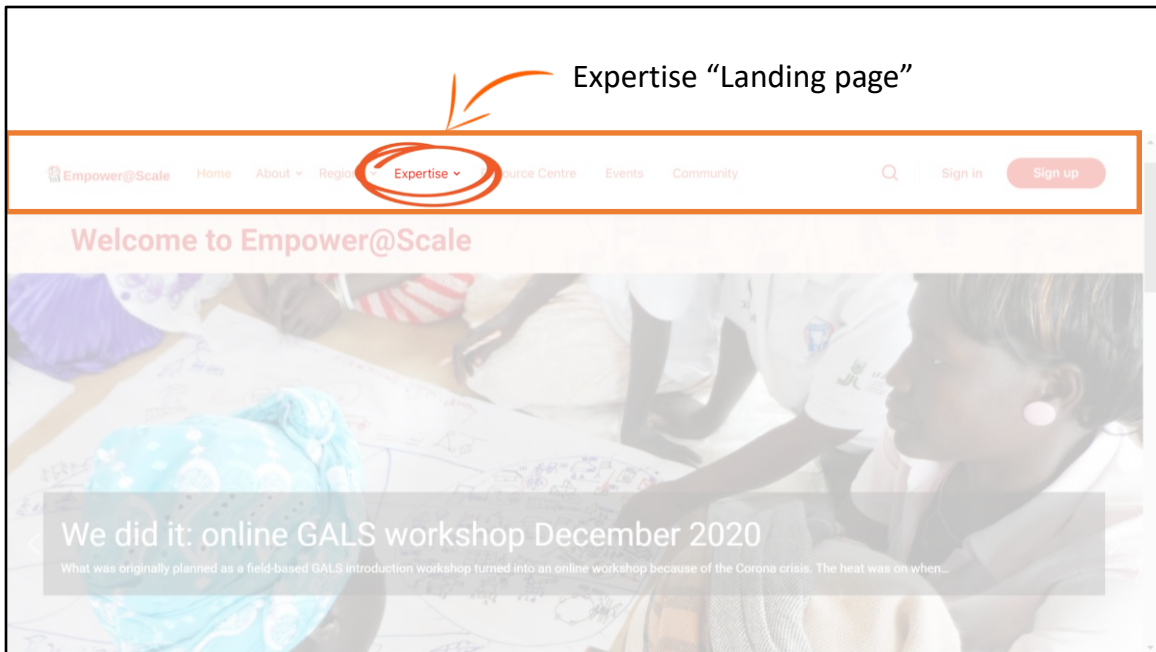 Expertise “Landing page”
Empower@Scale Home About Expertise Centre Events Community Sign in Sign up
Welcome to Empower@Scale
We did it: online GALS workshop December 2020
What was originally planned as a field-based GALS introduction workshop turned into an online workshop because of the Corona crisis. The heat was on when...